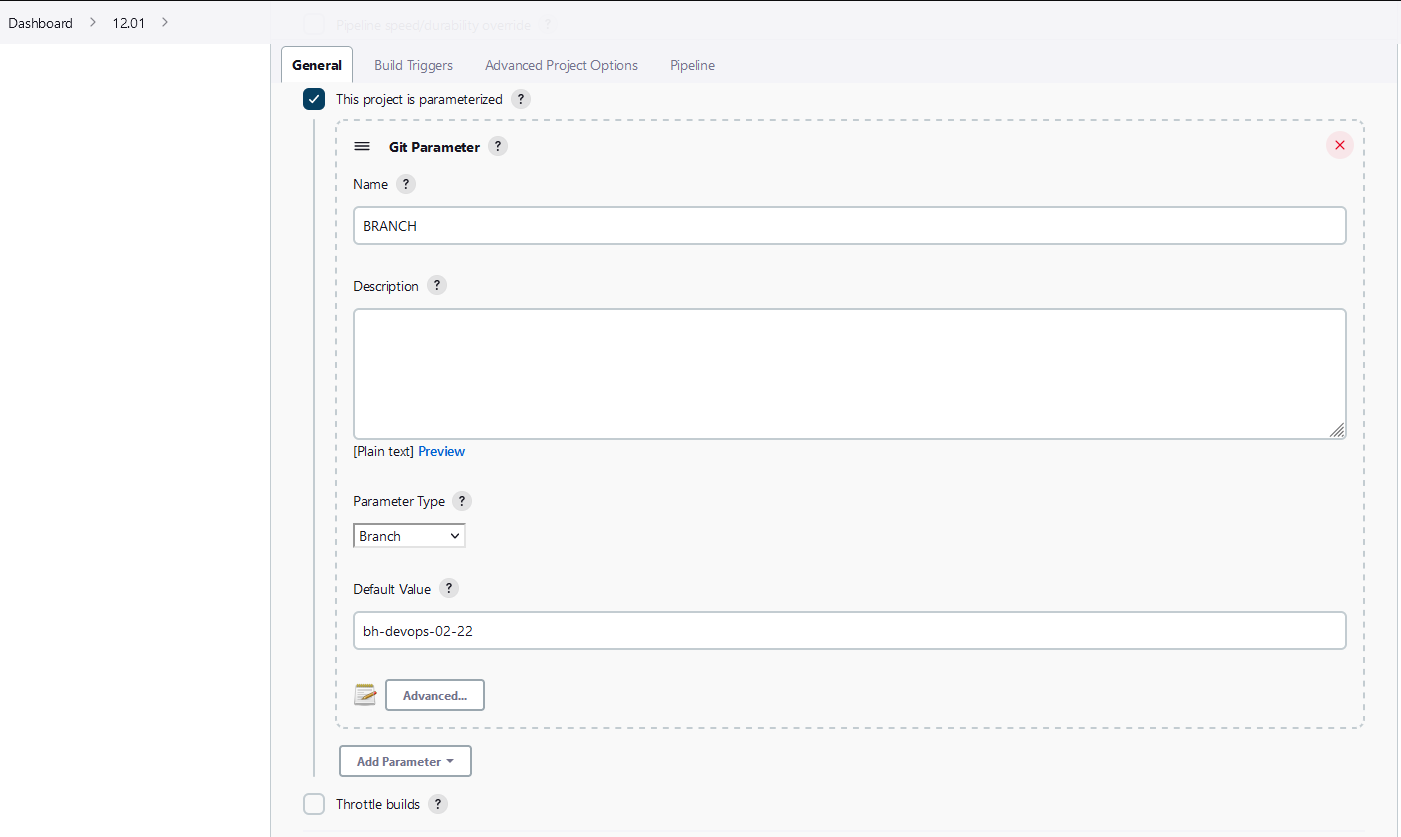 Dashboard > 12.01 >
Pipeline speed/durability override ?
General Build Triggers Advanced Project Options Pipeline
This project is parameterized ?
Git Parameter ?
Name ?
BRANCH
Description ?
[Plain text] Preview
Parameter Type ?
Branch
Default Value ?
bh-devops-02-22
Advanced...
Add Parameter
Throttle builds ?